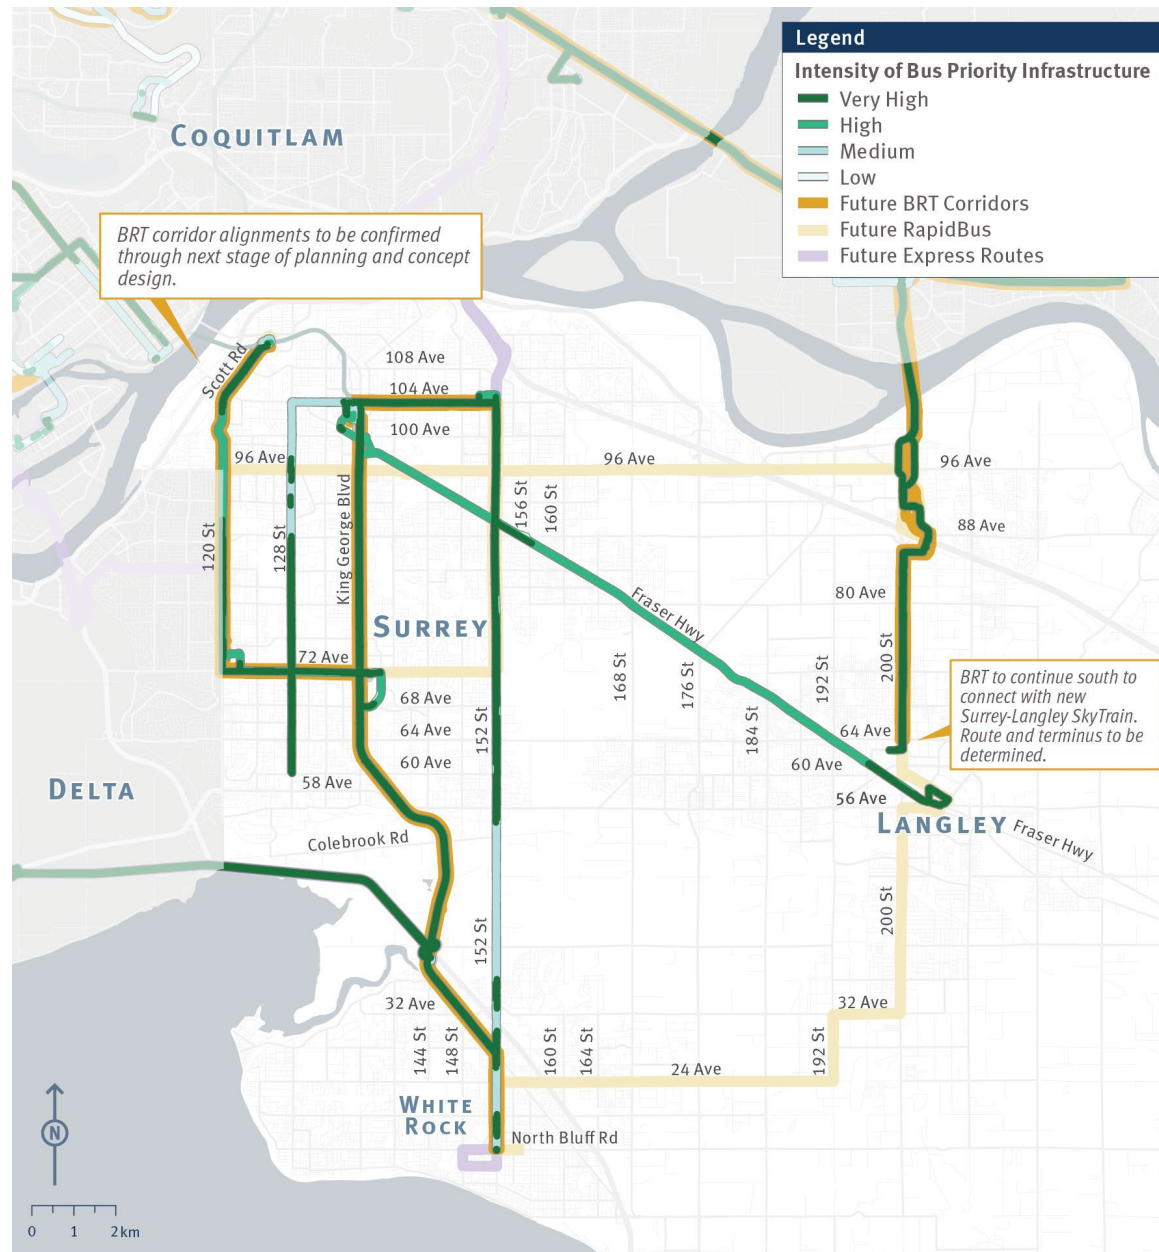 Legend
Intensity of Bus Priority Infrastructure
Very High
High
Medium
Low
Future BRT Corridors
Future RapidBus
Future Express Routes
COQUITLAM
BRT corridor alignments to be confirmed
through next stage of planning and concept
design.
Scott Rd
108 Ave
104 Ave
100 Ave
96 Ave
96 Ave
96 Ave
156 St
160 St
88 Ave
120 St
128 St
King George Blvd
80 Ave
Fraser Hwy
SURREY
72 Ave
200 St
168 St
176 St
192 St
68 Ave
184 St
152 St
64 Ave
64 Ave
60 Ave
60 Ave
BRT to continue south to
connect with new
Surrey-Langley SkyTrain.
Route and terminus to be
determined.
58 Ave
56 Ave
DELTA
LANGLEY
Fraser Hwy
Colebrook Rd
200 St
152 St
32 Ave
32 Ave
144 St
148 St
160 St
164 St
192 St
24 Ave
WHITE
ROCK
North Bluff Rd
N
0 1 2km